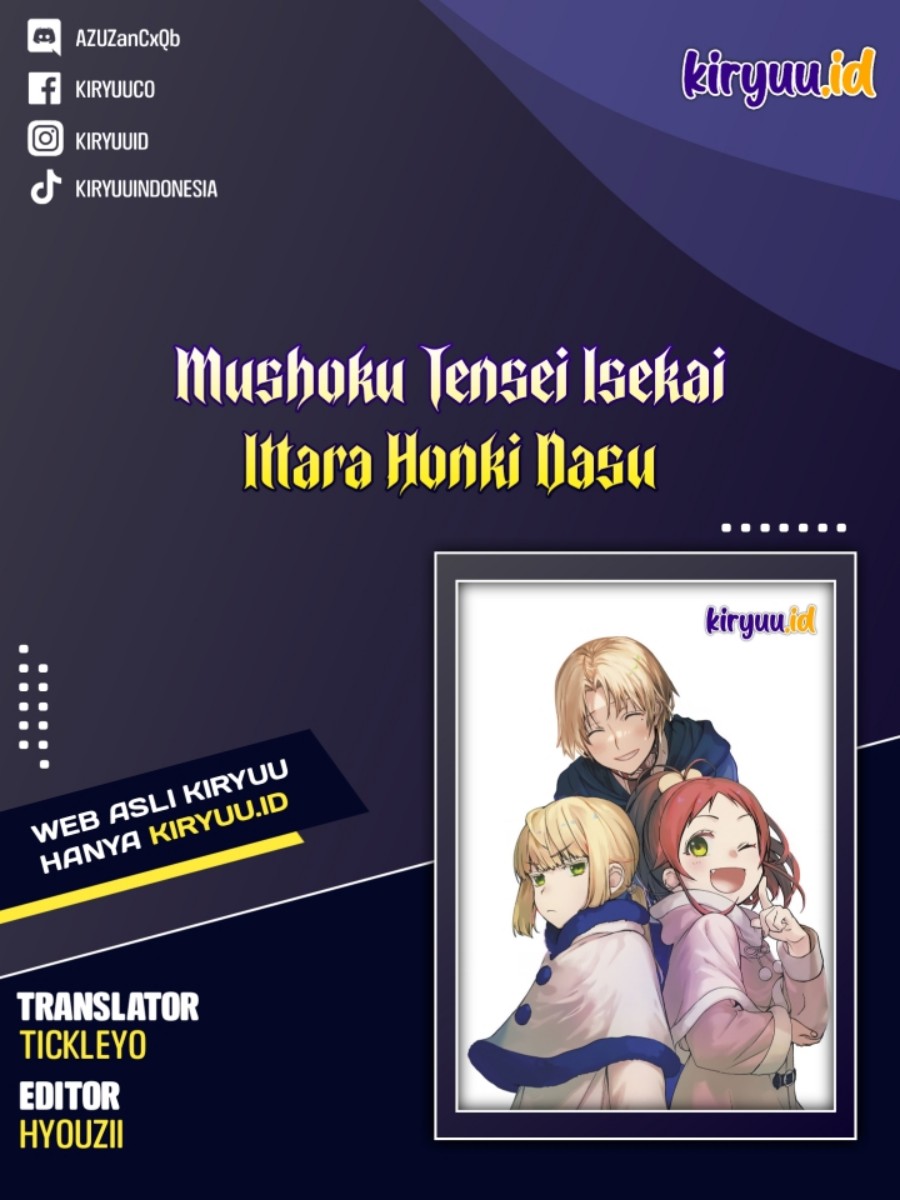 AZUZanCxQb
KIRYUUCO
KIRYUUID
KIRYUUINDONESIA
kiryuu.id
Mushoku Tensei Isekai
Ittara Honki Dasu
kiryuu.id
WEB ASLI KIRYUU
HANYA KIRYUU.ID
TRANSLATOR
TICKLEYO
EDITOR
HYOUZII